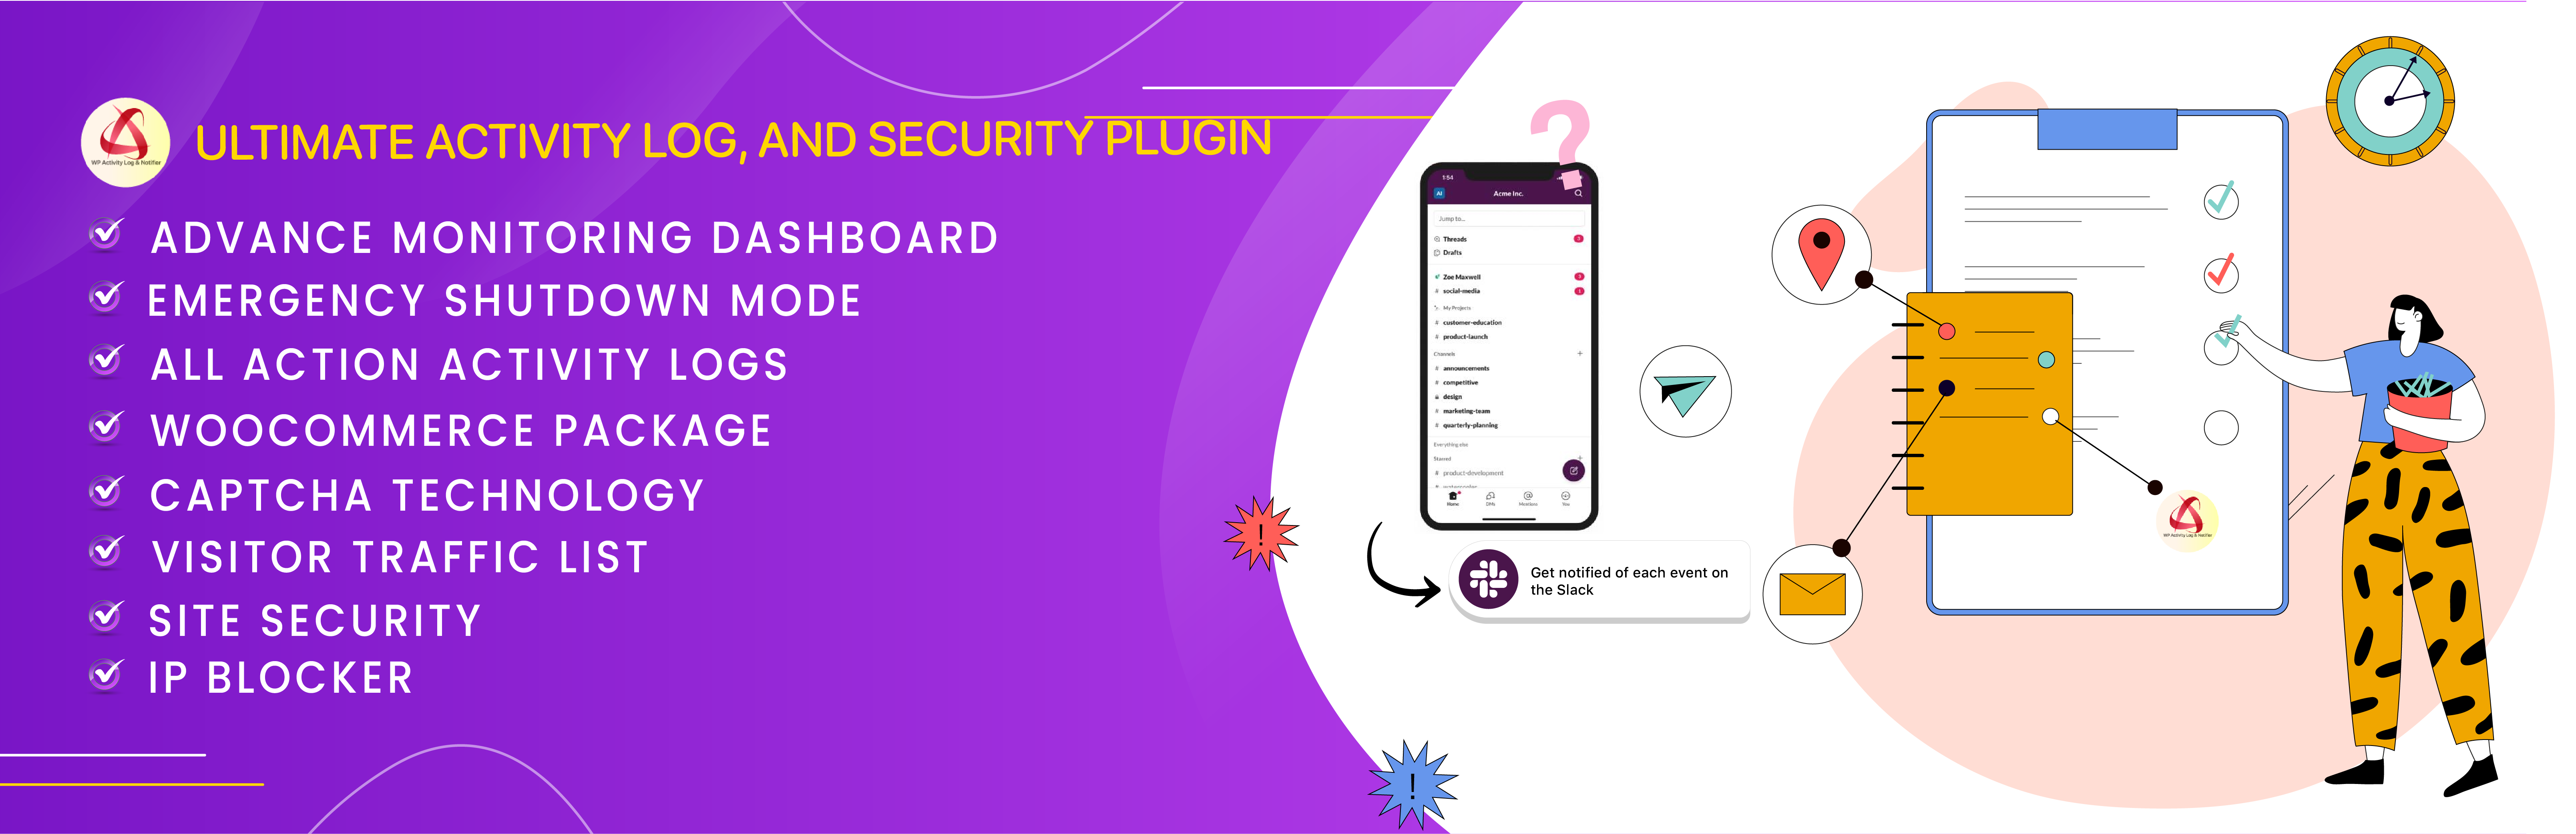 WP Activity Log & Notifier
ULTIMATE ACTIVITY LOG, AND SECURITY PLUGIN
ADVANCE MONITORING DASHBOARD
EMERGENCY SHUTDOWN MODE
ALL ACTION ACTIVITY LOGS
WOOCOMMERCE PACKAGE
CAPTCHA TECHNOLOGY
VISITOR TRAFFIC LIST
SITE SECURITY
IP BLOCKER
?
1:54
AI
Acme Inc.
Jump to...
Threads
Drafts
Zoe Maxwell
# social-media 1
My Projects
# customer-education
# product-launch
Channels +
# announcements
# competitive
design
# marketing-team
# quarterly-planning
Everything else
Starred +
# product-development
Home DMs Mentions You
Get notified of each event on
the Slack
!
!
WP Activity Log & Notifier